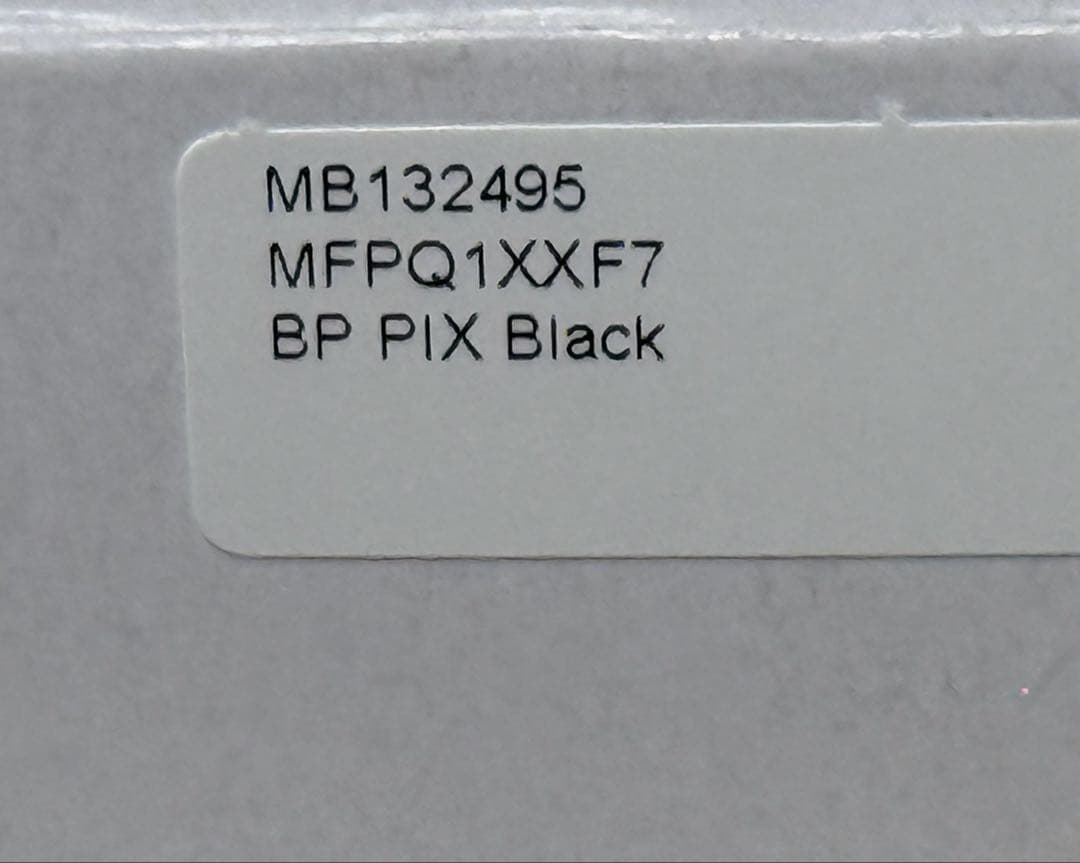 MB132495
MFPQ1XXF7
BP PIX Black